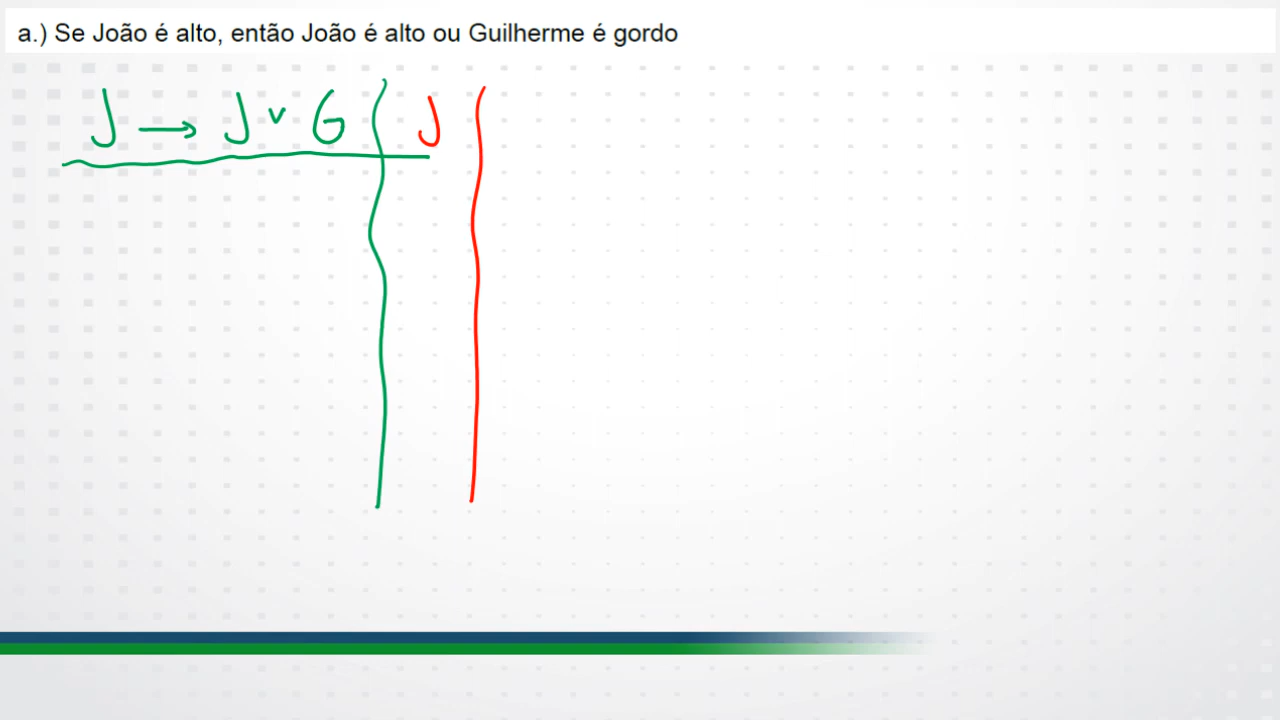 a.) Se João é alto, então João é alto ou Guilherme é gordo
J → J v G J